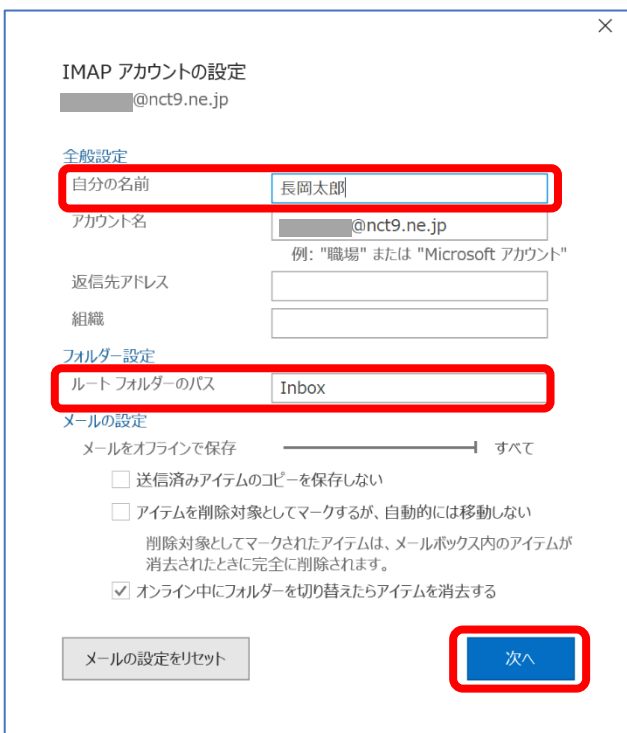 IMAP アカウントの設定
@nct9.ne.jp
全般設定
自分の名前 長岡太郎
アカウント名 @nct9.ne.jp
例: "職場" または "Microsoft アカウント"
返信先アドレス
組織
フォルダー設定
ルート フォルダーのパス Inbox
メールの設定
メールをオフラインで保存 すべて
送信済みアイテムのコピーを保存しない
アイテムを削除対象としてマークするが、自動的には移動しない
削除対象としてマークされたアイテムは、メールボックス内のアイテムが
消去されたときに完全に削除されます。
オンライン中にフォルダーを切り替えたらアイテムを消去する
メールの設定をリセット 次へ